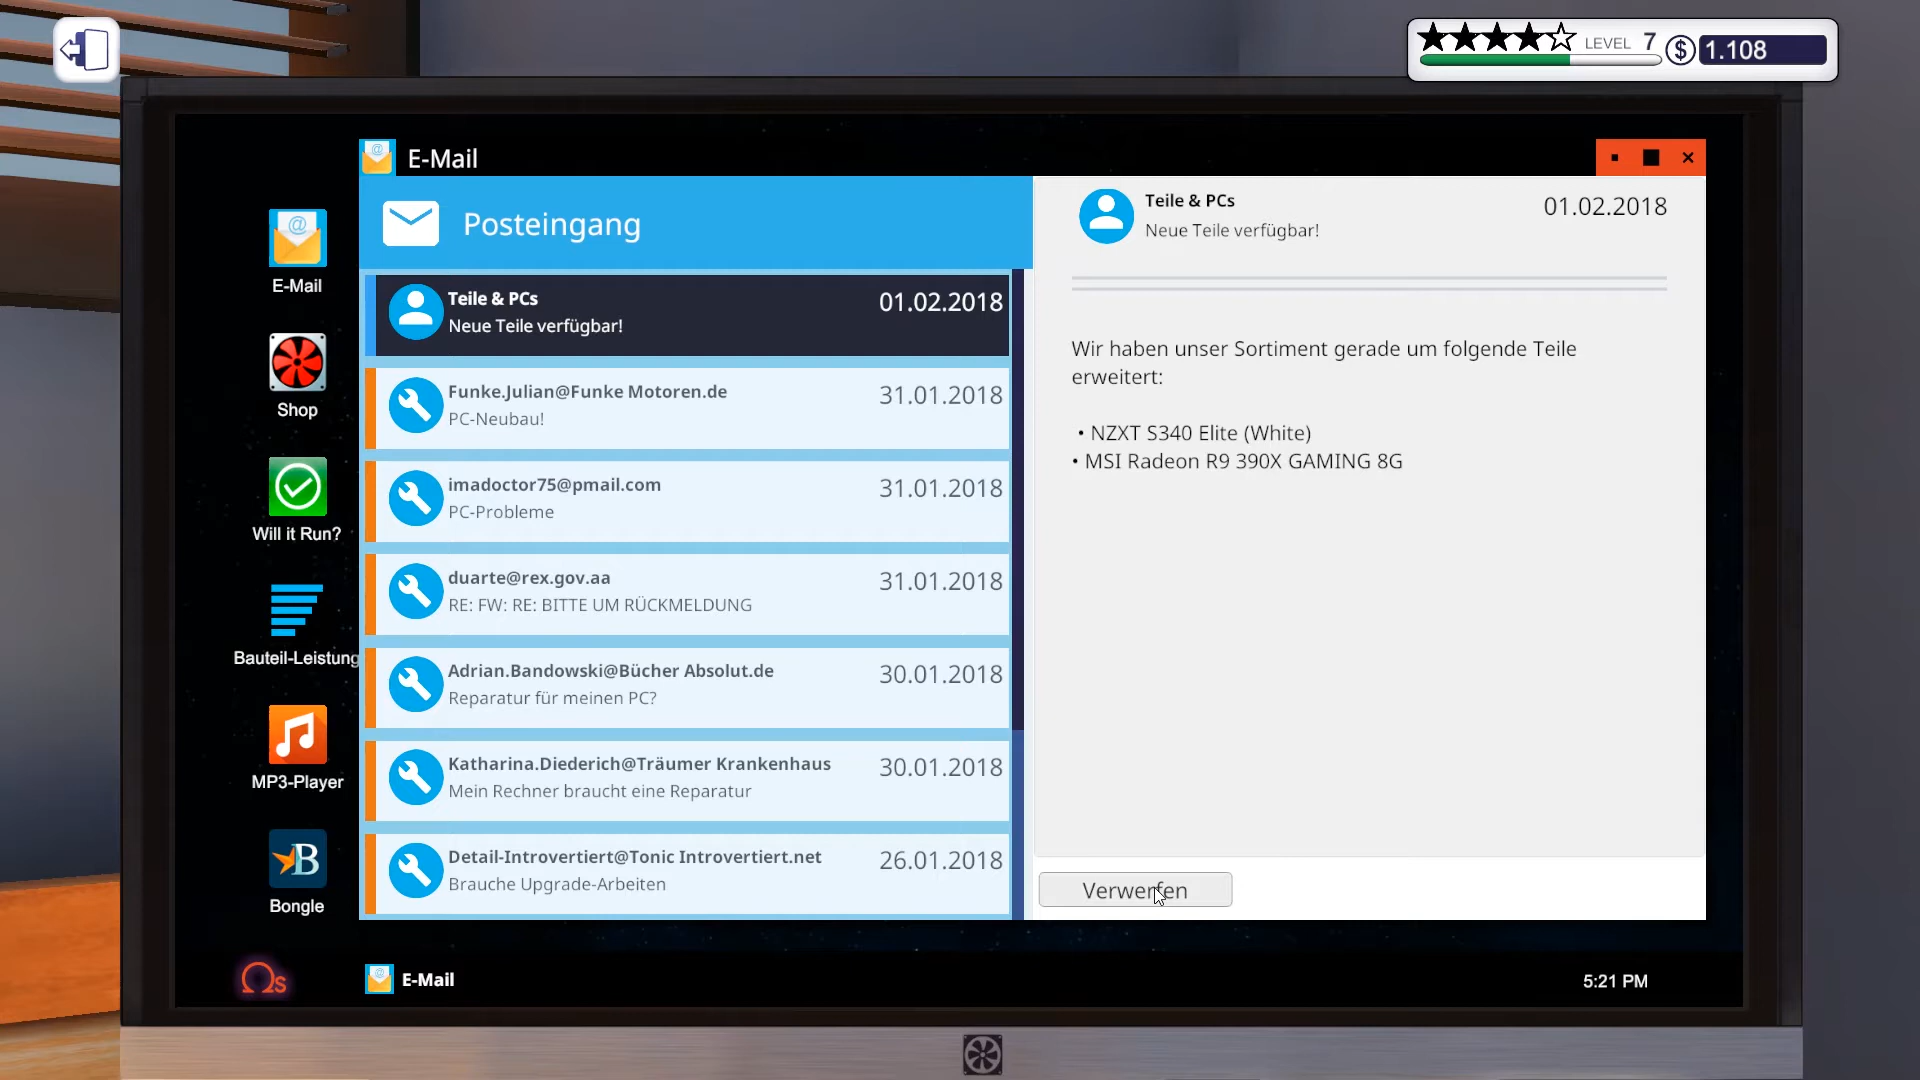 LEVEL 7
$ 1.108
E-Mail
Posteingang
Teile & PCs
01.02.2018
Neue Teile verfügbar!
Funke.Julian@Funke Motoren.de
31.01.2018
PC-Neubau!
imadoctor75@pmail.com
31.01.2018
PC-Probleme
duarte@rex.gov.aa
31.01.2018
RE: FW: RE: BITTE UM RÜCKMELDUNG
Adrian.Bandowski@Bücher Absolut.de
30.01.2018
Reparatur für meinen PC?
Katharina.Diederich@Träumer Krankenhaus
30.01.2018
Mein Rechner braucht eine Reparatur
Detail-Introvertiert@Tonic Introvertiert.net
26.01.2018
Brauche Upgrade-Arbeiten
Teile & PCs
01.02.2018
Neue Teile verfügbar!
Wir haben unser Sortiment gerade um folgende Teile
erweitert:
• NZXT S340 Elite (White)
• MSI Radeon R9 390X GAMING 8G
Verwerfen
E-Mail
Shop
Will it Run?
Bauteil-Leistung
MP3-Player
B
Bongle
Ωs
E-Mail
5:21 PM